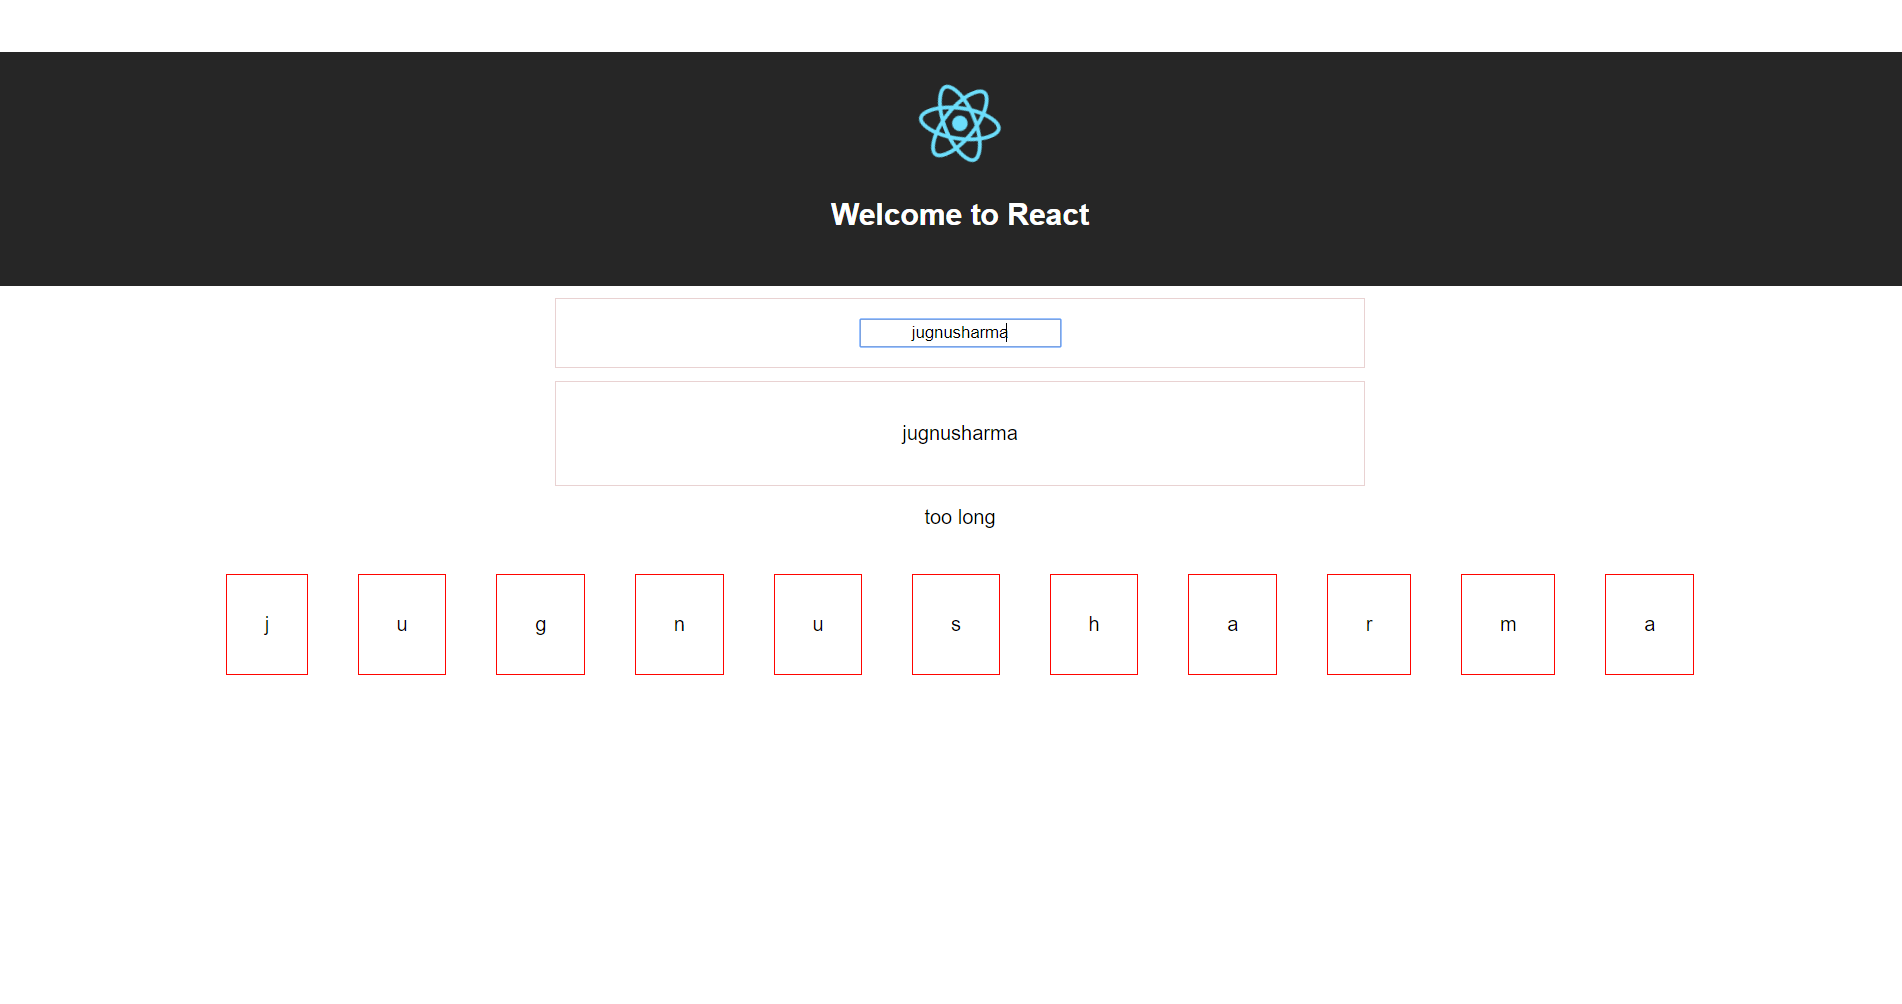 Welcome to React
jugnusharma
jugnusharma
too long
j u g n u s h a r m a